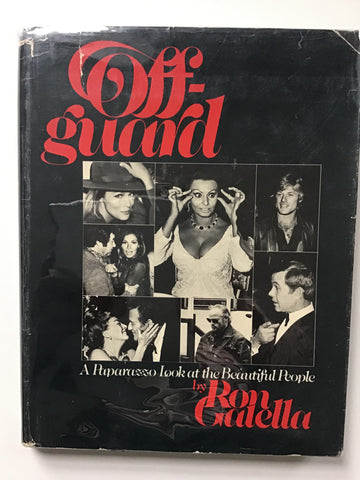 Off-
guard
A Paparazzo Look at the Beautiful People
by Ron
Galella